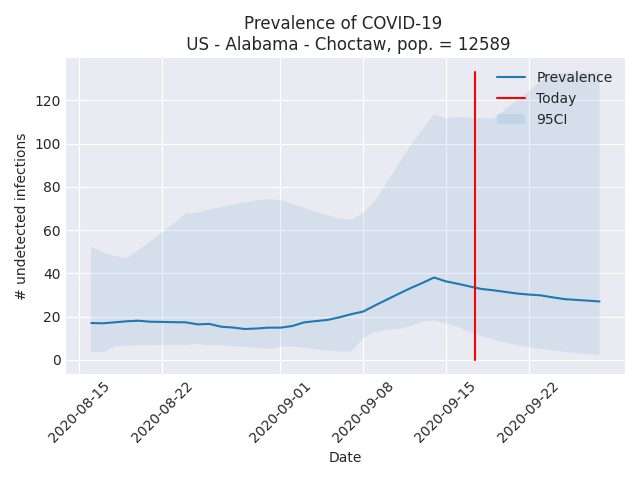 Prevalence of COVID-19
US - Alabama - Choctaw, pop. = 12589
Prevalence
Today
95CI
# undetected infections
120
100
80
60
40
20
0
2020-08-15
2020-08-22
2020-09-01
2020-09-08
2020-09-15
2020-09-22
Date